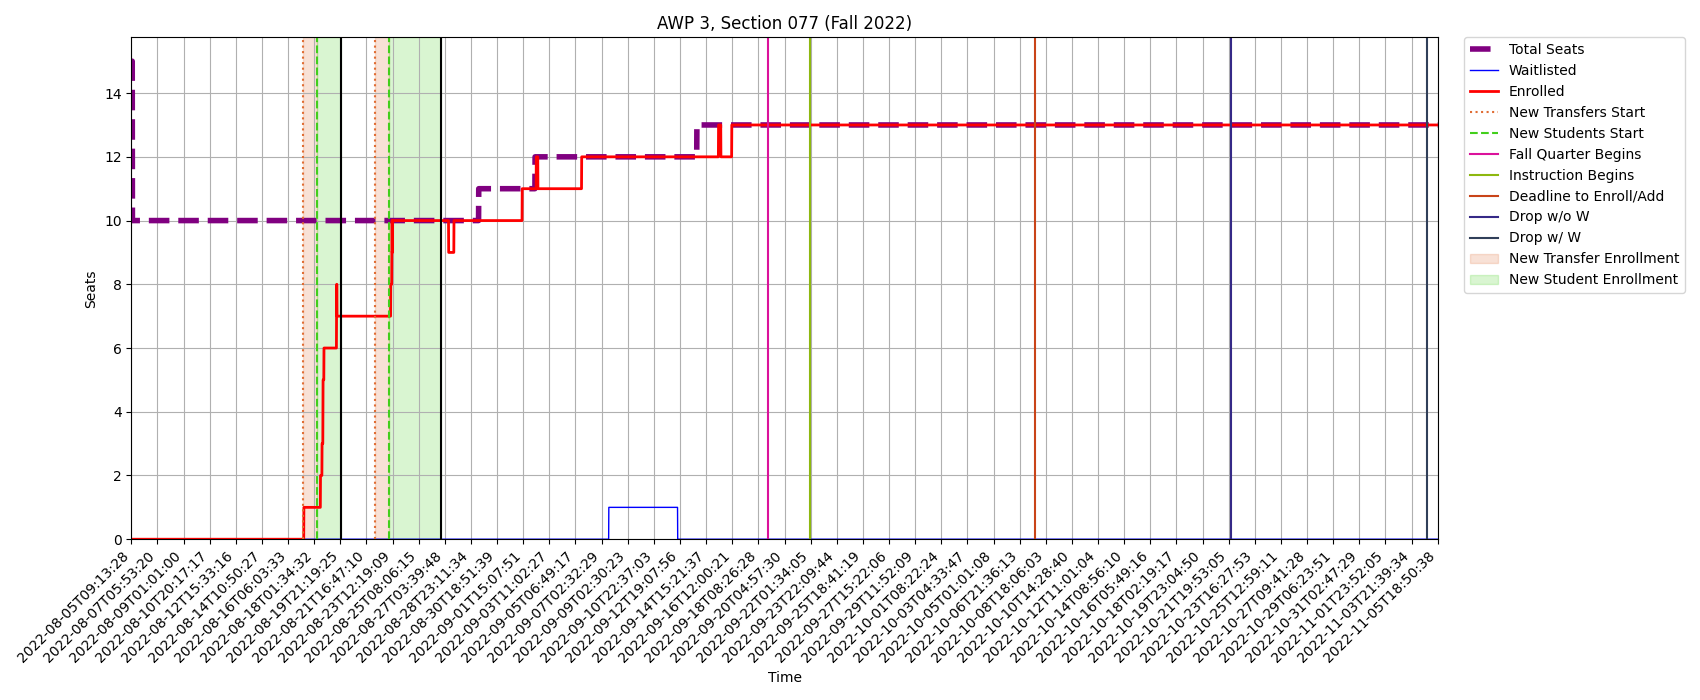 AWP 3, Section 077 (Fall 2022)
Total Seats
Waitlisted
Enrolled
New Transfers Start
New Students Start
Fall Quarter Begins
Instruction Begins
Deadline to Enroll/Add
Drop w/o W
Drop w/ W
New Transfer Enrollment
New Student Enrollment
Seats
14
12
10
8
6
4
2
0
2022-08-05T09:13:28
2022-08-07T05:53:20
2022-08-09T01:01:00
2022-08-10T20:17:17
2022-08-12T15:33:16
2022-08-14T10:50:27
2022-08-16T06:03:33
2022-08-18T01:34:32
2022-08-19T21:19:25
2022-08-21T16:47:10
2022-08-23T12:19:09
2022-08-25T08:06:15
2022-08-27T03:39:48
2022-08-28T23:11:34
2022-08-30T18:51:39
2022-09-01T15:07:51
2022-09-03T11:02:27
2022-09-05T06:49:17
2022-09-07T02:32:29
2022-09-09T02:30:23
2022-09-10T22:37:03
2022-09-12T19:07:56
2022-09-14T15:21:37
2022-09-16T12:00:21
2022-09-18T08:26:28
2022-09-20T04:57:30
2022-09-22T01:34:05
2022-09-23T22:09:44
2022-09-25T18:41:19
2022-09-27T15:22:06
2022-09-29T11:52:09
2022-10-01T08:22:24
2022-10-03T04:33:47
2022-10-05T01:01:08
2022-10-06T21:36:13
2022-10-08T18:06:03
2022-10-10T14:28:40
2022-10-12T11:01:04
2022-10-14T08:56:10
2022-10-16T05:49:16
2022-10-18T02:19:17
2022-10-19T23:04:50
2022-10-21T19:53:05
2022-10-23T16:27:53
2022-10-25T12:59:11
2022-10-27T09:41:28
2022-10-29T06:23:51
2022-10-31T02:47:29
2022-11-01T23:52:05
2022-11-03T21:39:34
2022-11-05T18:50:38
Time